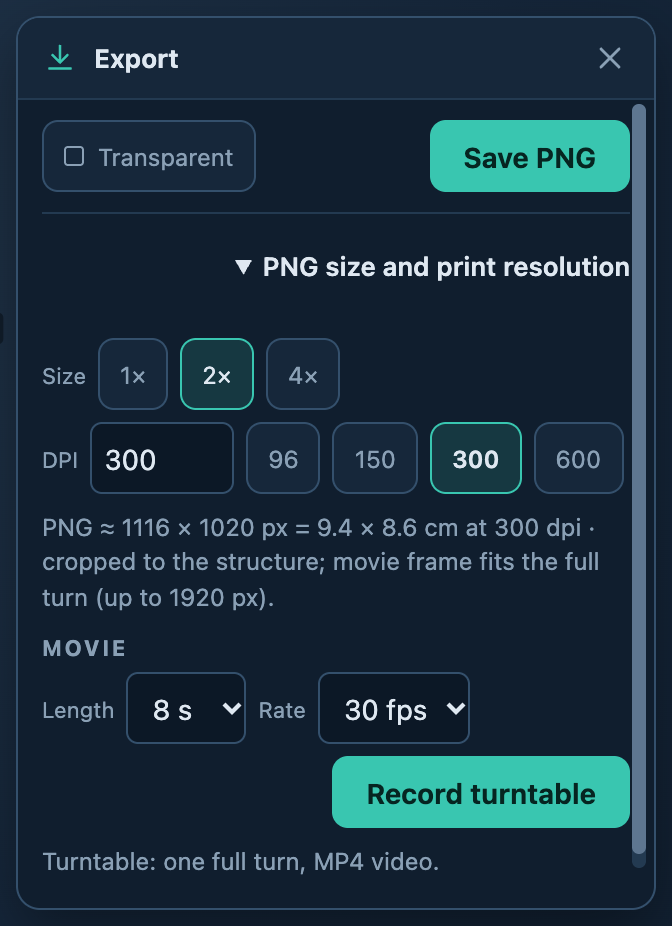 Export
Transparent
Save PNG
▼ PNG size and print resolution
Size 1× 2× 4×
DPI 300 96 150 300 600
PNG ≈ 1116 × 1020 px = 9.4 × 8.6 cm at 300 dpi ·
cropped to the structure; movie frame fits the full
turn (up to 1920 px).
MOVIE
Length 8 s Rate 30 fps
Record turntable
Turntable: one full turn, MP4 video.